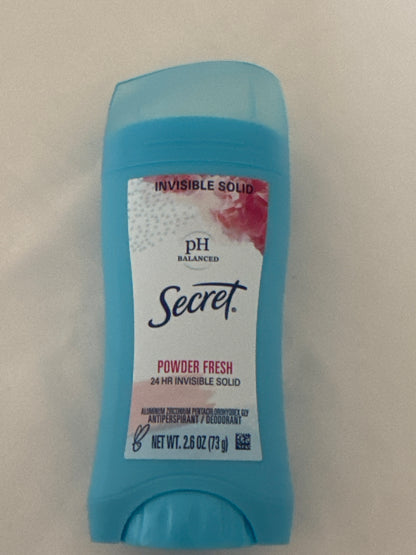 INVISIBLE SOLID
pH
BALANCED
Secret®
POWDER FRESH
24 HR INVISIBLE SOLID
ALUMINUM ZIRCONIUM PENTACHLOROHYDREX GLY
ANTIPERSPIRANT / DEODORANT
NET WT. 2.6 OZ (73 g)